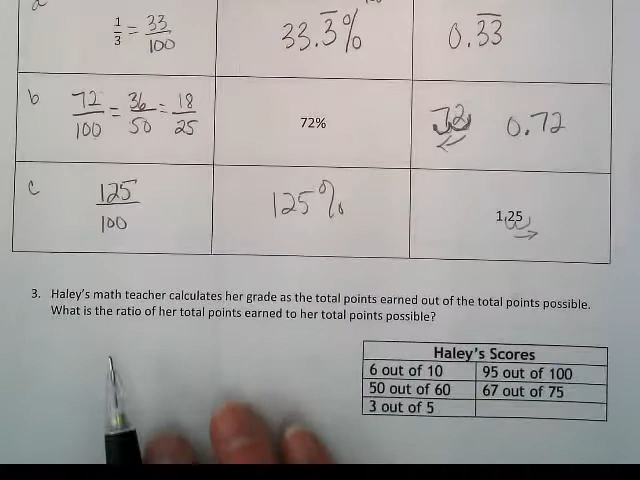 a
1/3 = 33/100
33.3̅%
0.3̅3̅
b
72/100 = 36/50 = 18/25
72%
72 0.72
c
125/100
125%
1.25
3. Haley's math teacher calculates her grade as the total points earned out of the total points possible.
What is the ratio of her total points earned to her total points possible?
Haley's Scores
6 out of 10 95 out of 100
50 out of 60 67 out of 75
3 out of 5